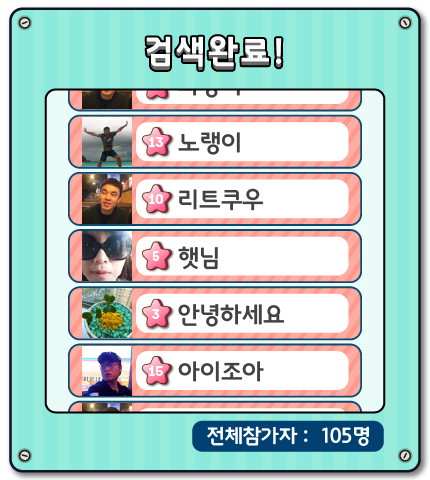 검색완료!
13 노랭이
10 리트쿠우
5 햇님
3 안녕하세요
15 아이조아
전체참가자 : 105명